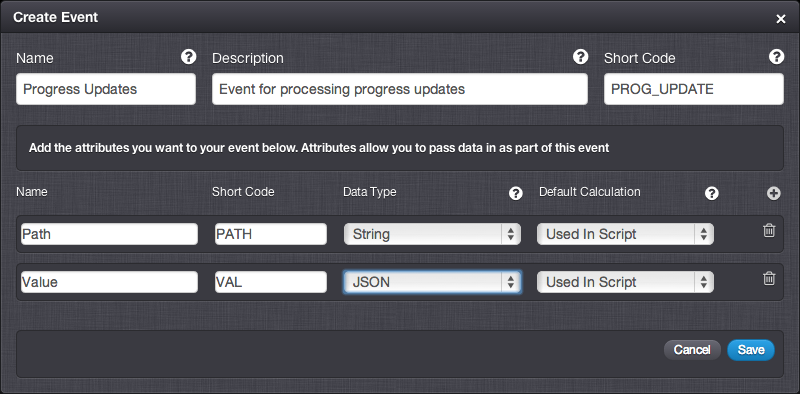 Create Event
Name Description Short Code
Progress Updates Event for processing progress updates PROG_UPDATE
Add the attributes you want to your event below. Attributes allow you to pass data in as part of this event
Name Short Code Data Type Default Calculation
Path PATH String Used In Script
Value VAL JSON Used In Script
Cancel Save